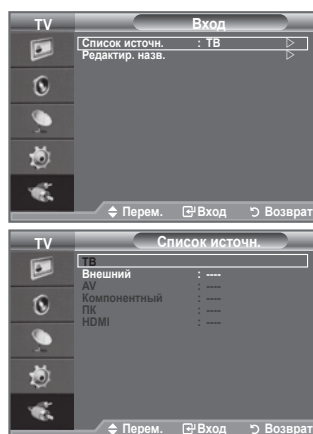 TV Вход
Список источн. : ТВ
Редактир. назв.
Перем. Вход Возврат
TV Список источн.
ТВ
Внешний : ----
AV : ----
Компонентный : ----
ПК : ----
HDMI : ----
Перем. Вход Возврат